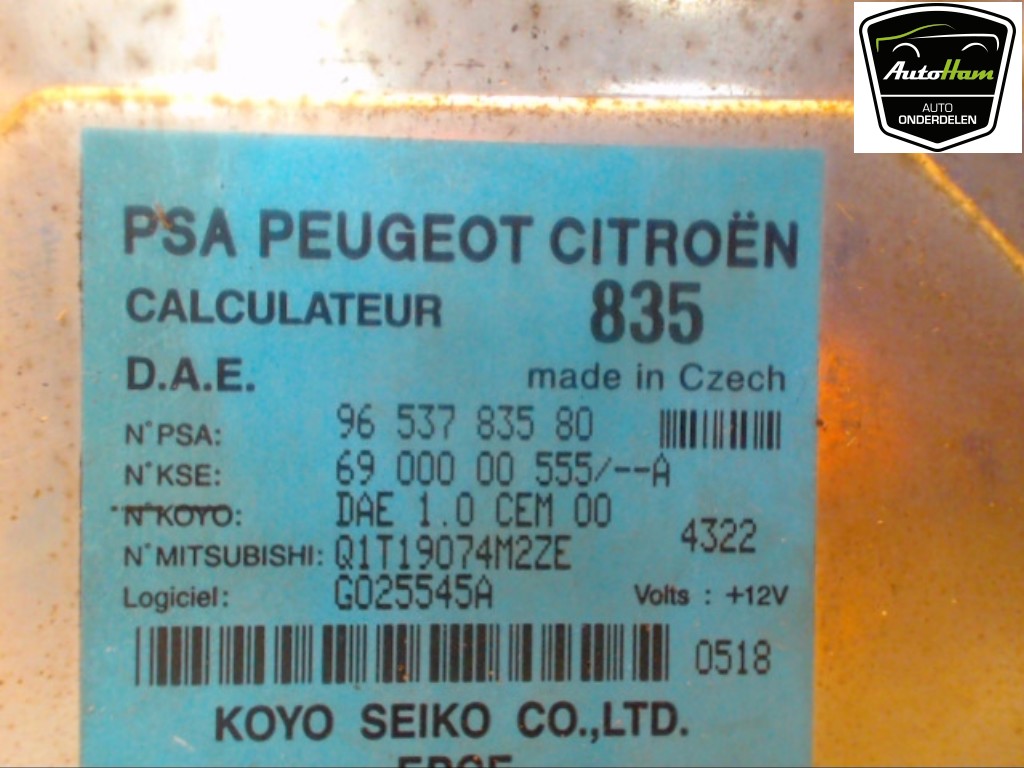 AutoHam
AUTO
ONDERDELEN
PSA PEUGEOT CITROËN
CALCULATEUR 835
D.A.E. made in Czech
N°PSA: 96 537 835 80
N°KSE: 69 000 00 555/--A
N°KOYO: DAE 1.0 CEM 00
4322
N°MITSUBISHI: Q1T19074M2ZE
Logiciel: G025545A Volts : +12V
0518
KOYO SEIKO CO.,LTD.